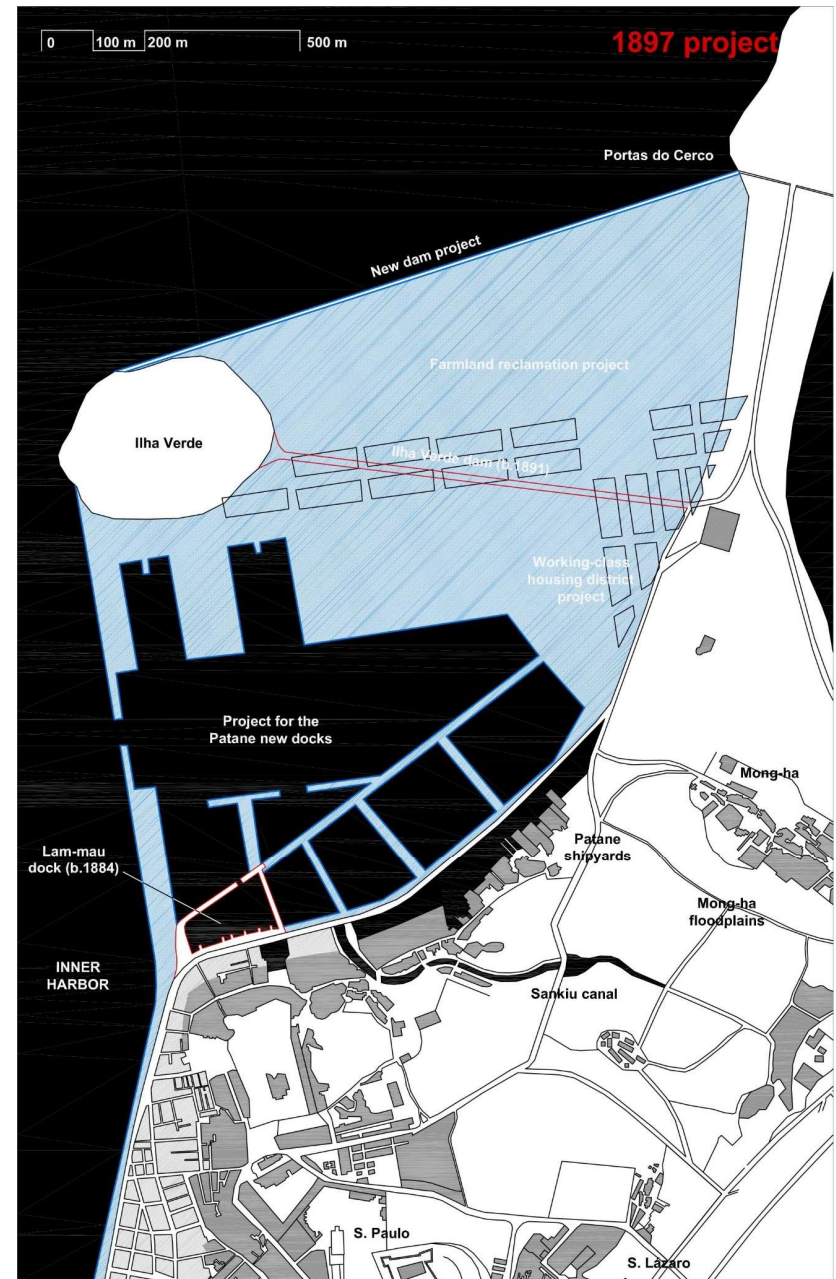 0
100 m
200 m
500 m
1897 project
Portas do Cerco
New dam project
Farmland reclamation project
Ilha Verde
Ilha Verde dam (b.1891)
Working-class
housing district
project
Project for the
Patane new docks
Mong-ha
Patane
shipyards
Lam-mau
dock (b.1884)
Mong-ha
floodplains
INNER
HARBOR
Sankiu canal
S. Paulo
S. Lázaro